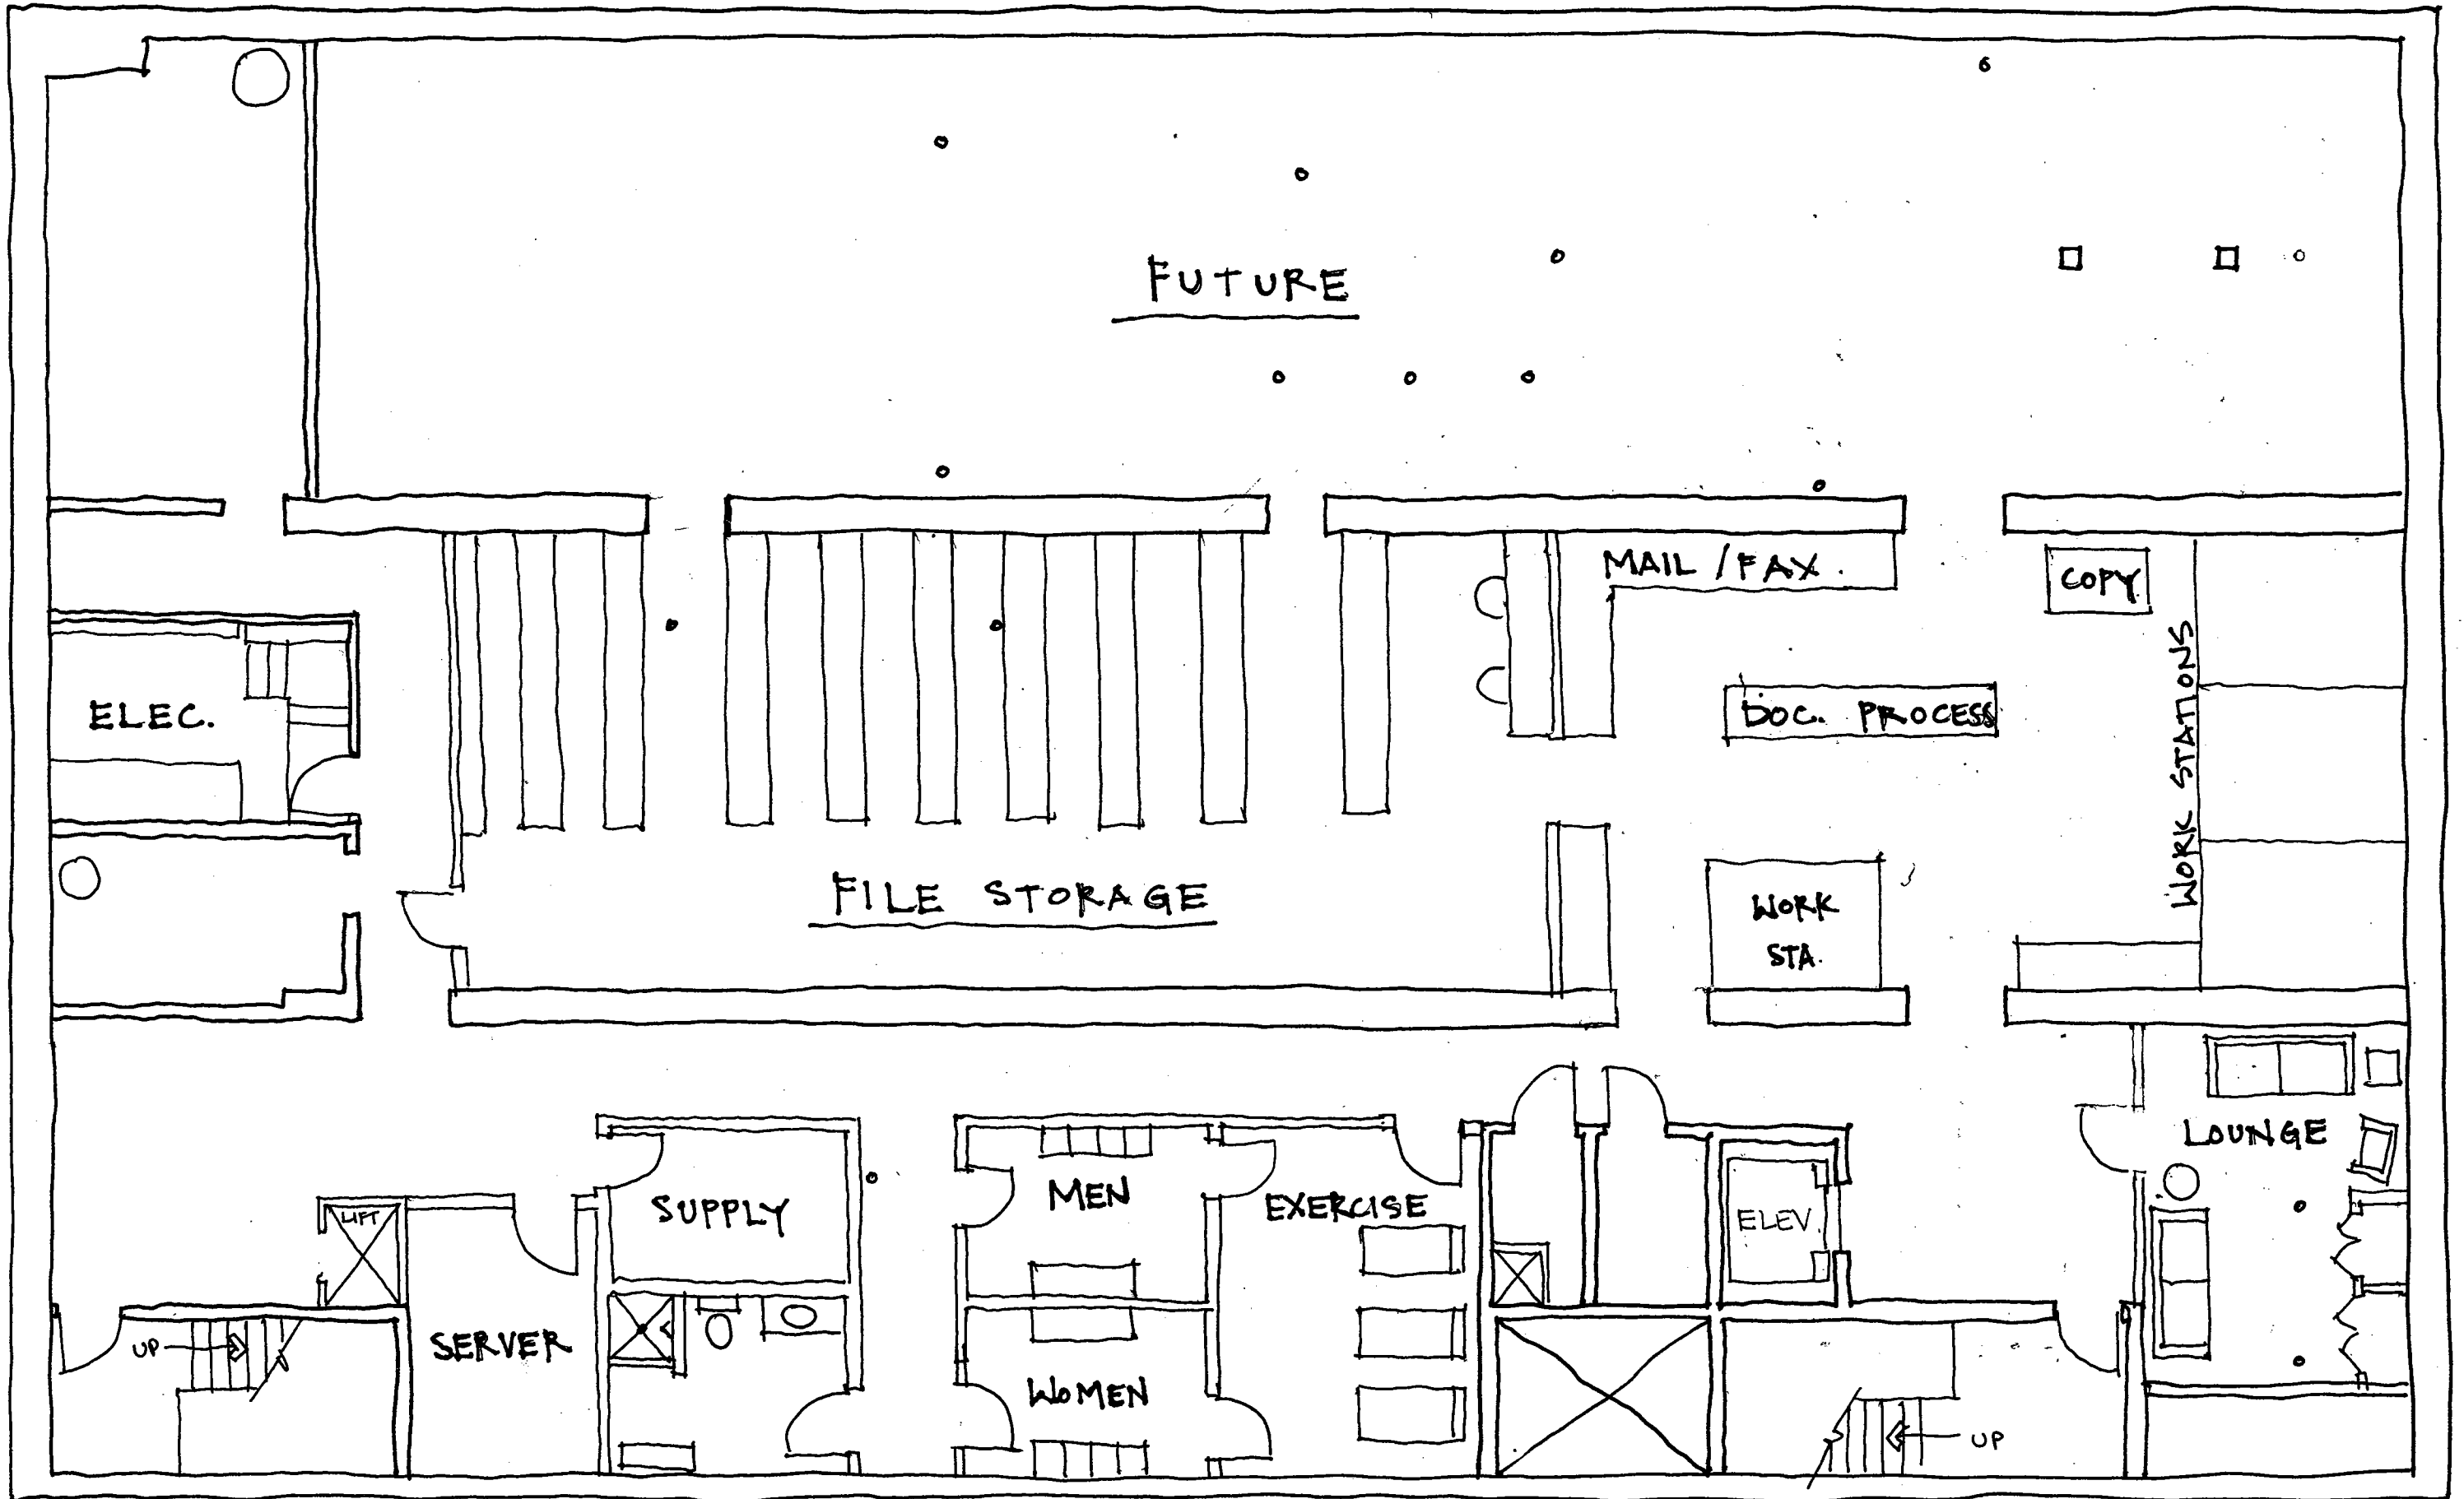 FUTURE
MAIL / FAX.
COPY
ELEC.
DOC. PROCESS
WORK STATIONS
FILE STORAGE
WORK
STA.
LOUNGE
MEN
SUPPLY
EXERCISE
LIFT
ELEV.
UP
SERVER
WOMEN
UP